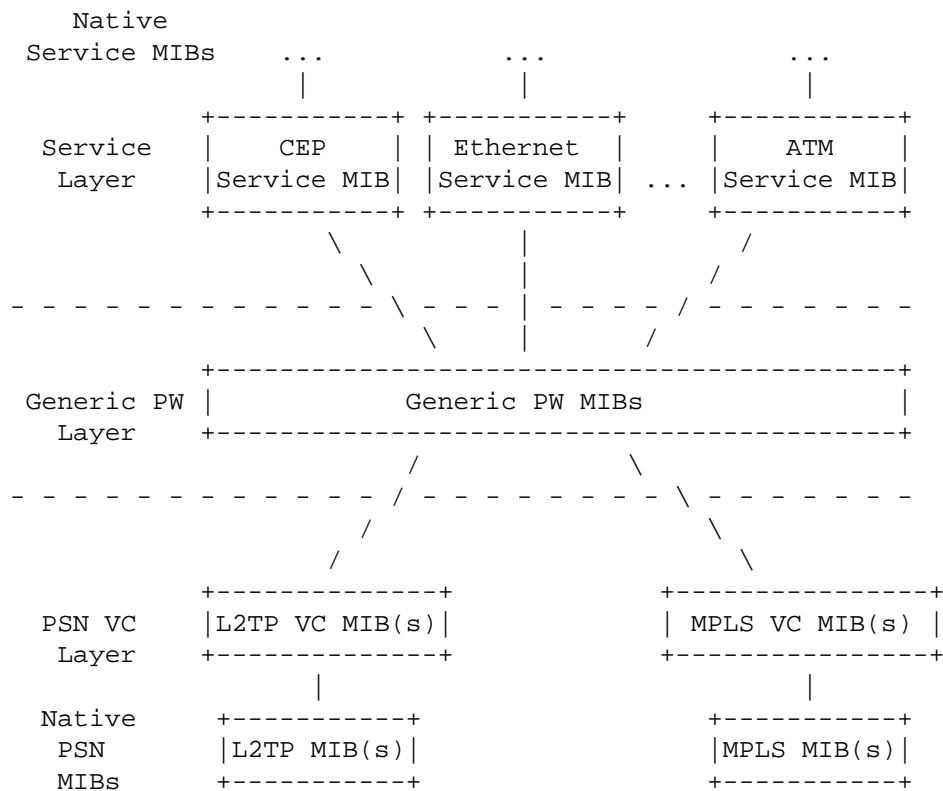 Native
Service MIBs ... ... ...
Service CEP Ethernet ATM
Layer Service MIB Service MIB ... Service MIB
Generic PW Generic PW MIBs
Layer
PSN VC L2TP VC MIB(s) MPLS VC MIB(s)
Layer
Native
PSN L2TP MIB(s) MPLS MIB(s)
MIBs